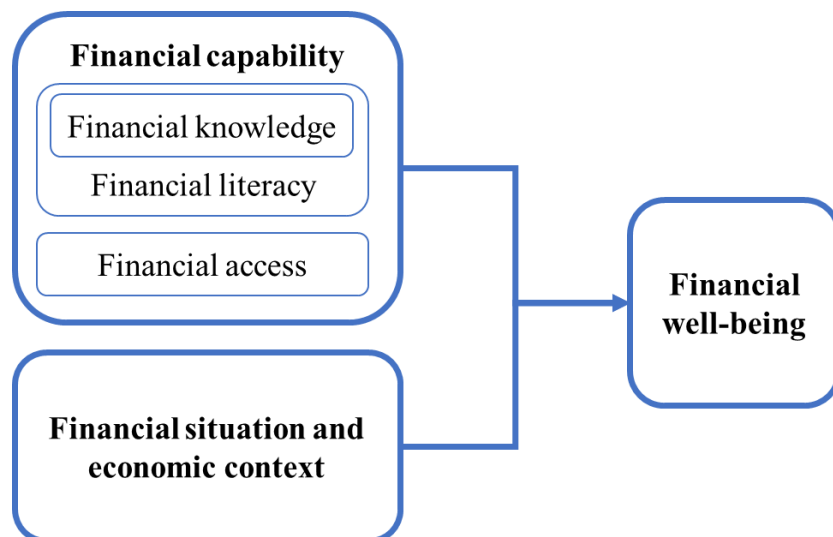 Financial capability
Financial knowledge
Financial literacy
Financial access
Financial situation and
economic context
Financial
well-being